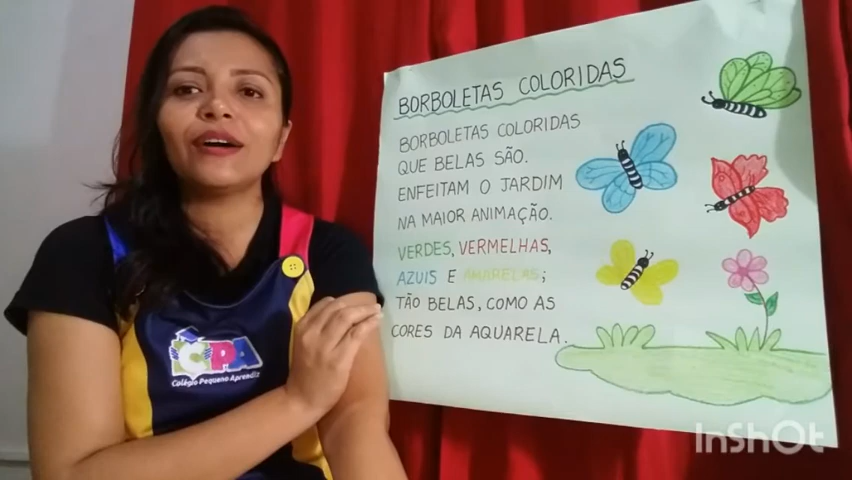 BORBOLETAS COLORIDAS
BORBOLETAS COLORIDAS
QUE BELAS SÃO.
ENFEITAM O JARDIM
NA MAIOR ANIMAÇÃO.
VERDES, VERMELHAS,
AZUIS E AMARELAS;
TÃO BELAS, COMO AS
CORES DA AQUARELA.
CPA
Colégio Pequeno Aprendiz
InShOt